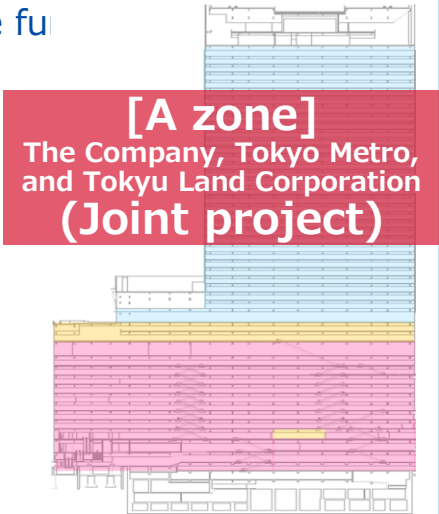 [A zone]
The Company, Tokyo Metro,
and Tokyu Land Corporation
(Joint project)